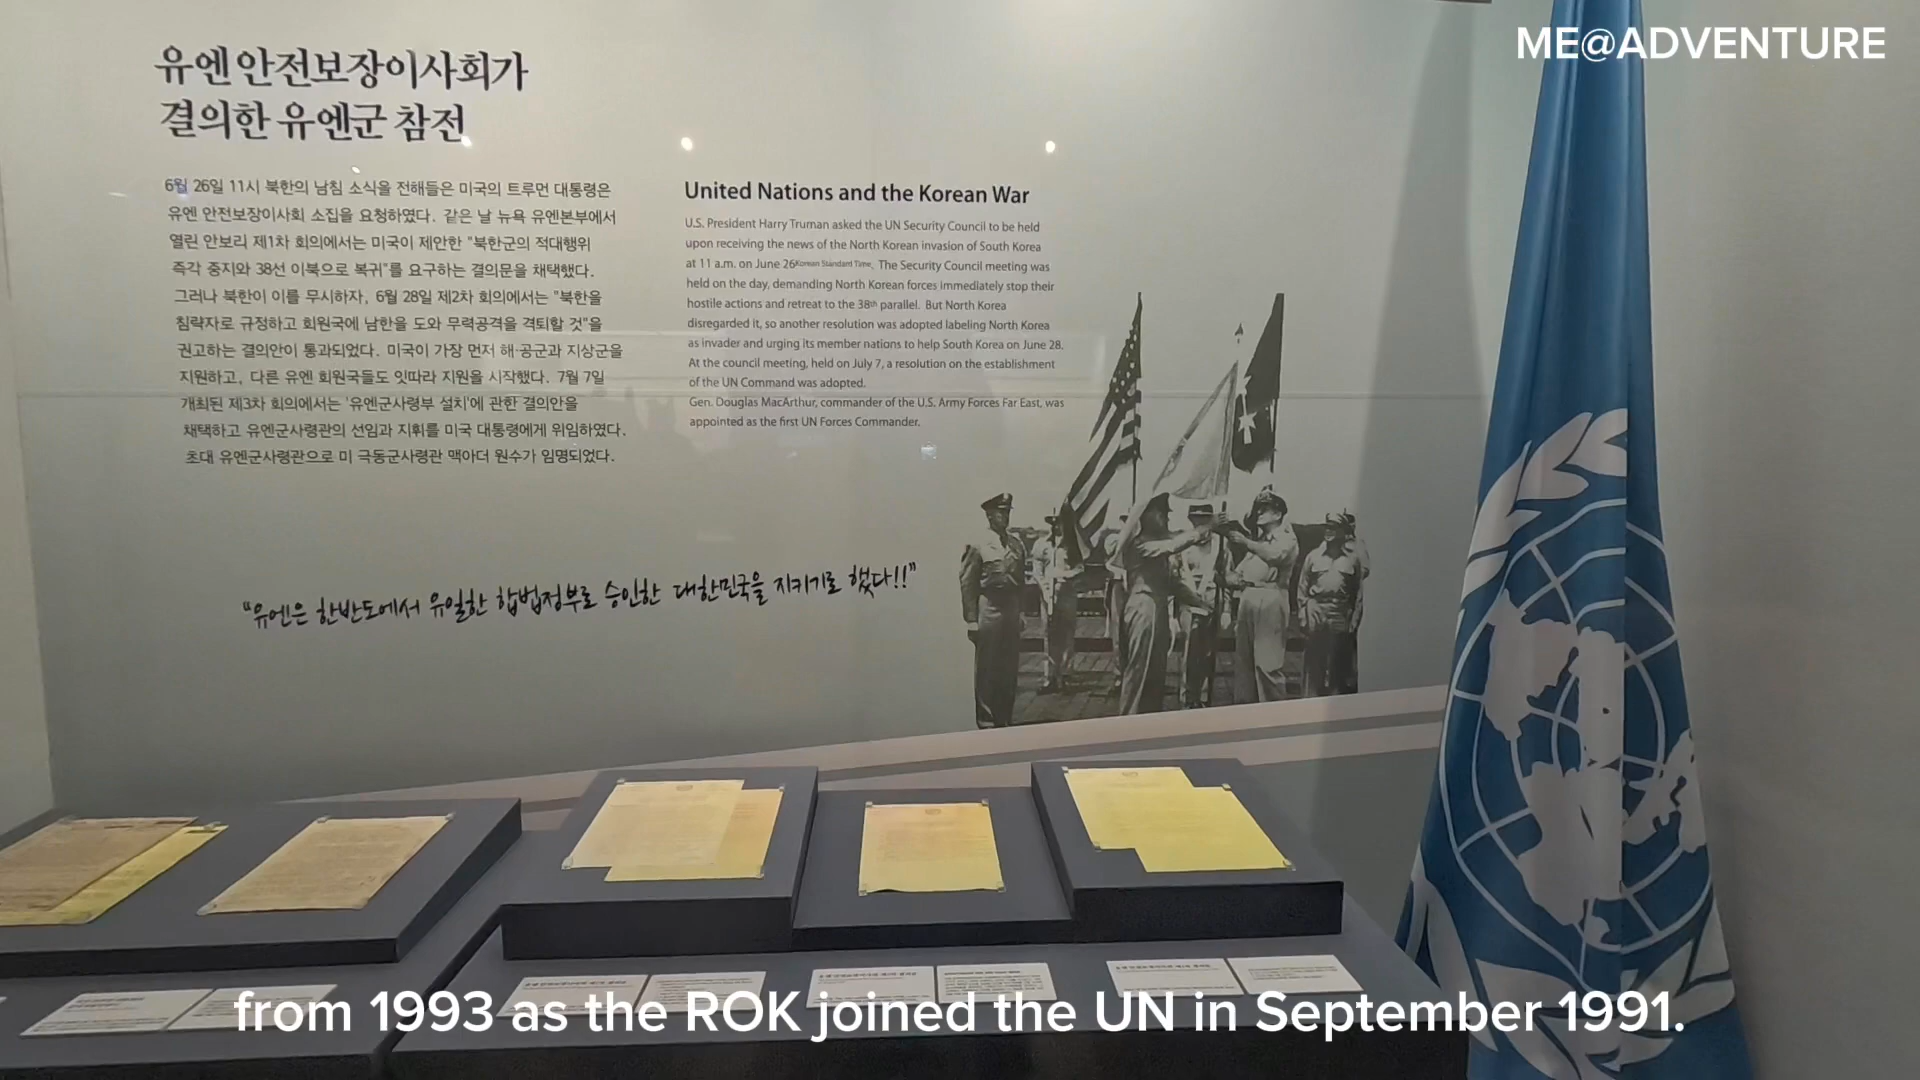 ME@ADVENTURE
유엔 안전보장이사회가
결의한 유엔군 참전
6월 26일 11시 북한의 남침 소식을 전해들은 미국의 트루먼 대통령은
유엔 안전보장이사회 소집을 요청하였다. 같은 날 뉴욕 유엔본부에서
열린 안보리 제1차 회의에서는 미국이 제안한 "북한군의 적대행위
즉각 중지와 38선 이북으로 복귀"를 요구하는 결의문을 채택했다.
그러나 북한이 이를 무시하자, 6월 28일 제2차 회의에서는 "북한을
침략자로 규정하고 회원국에 남한을 도와 무력공격을 격퇴할 것"을
권고하는 결의안이 통과되었다. 미국이 가장 먼저 해·공군과 지상군을
지원하고, 다른 유엔 회원국들도 잇따라 지원을 시작했다. 7월 7일
개최된 제3차 회의에서는 '유엔군사령부 설치'에 관한 결의안을
채택하고 유엔군사령관의 선임과 지휘를 미국 대통령에게 위임하였다.
초대 유엔군사령관으로 미 극동군사령관 맥아더 원수가 임명되었다.
United Nations and the Korean War
U.S. President Harry Truman asked the UN Security Council to be held
upon receiving the news of the North Korean invasion of South Korea
at 11 a.m. on June 26Korean Standard Time. The Security Council meeting was
held on the day, demanding North Korean forces immediately stop their
hostile actions and retreat to the 38th parallel. But North Korea
disregarded it, so another resolution was adopted labeling North Korea
as invader and urging its member nations to help South Korea on June 28.
At the council meeting, held on July 7, a resolution on the establishment
of the UN Command was adopted.
Gen. Douglas MacArthur, commander of the U.S. Army Forces Far East, was
appointed as the first UN Forces Commander.
"유엔은 한반도에서 유일한 합법정부로 승인한 대한민국을 지키기로 했다!!"
from 1993 as the ROK joined the UN in September 1991.